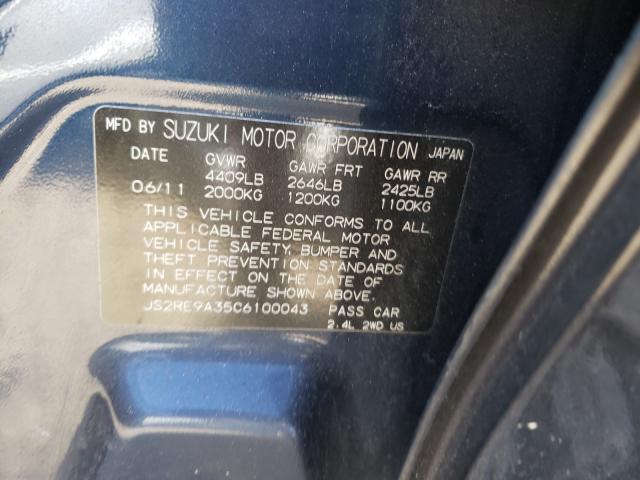 MFD BY SUZUKI MOTOR CORPORATION JAPAN
DATE GVWR GAWR FRT GAWR RR
4409LB 2646LB 2425LB
06/11 2000KG 1200KG 1100KG
THIS VEHICLE CONFORMS TO ALL
APPLICABLE FEDERAL MOTOR
VEHICLE SAFETY, BUMPER AND
THEFT PREVENTION STANDARDS
IN EFFECT ON THE DATE OF
MANUFACTURE SHOWN ABOVE.
JS2RE9A35C6100043 PASS CAR
2.4L 2WD US